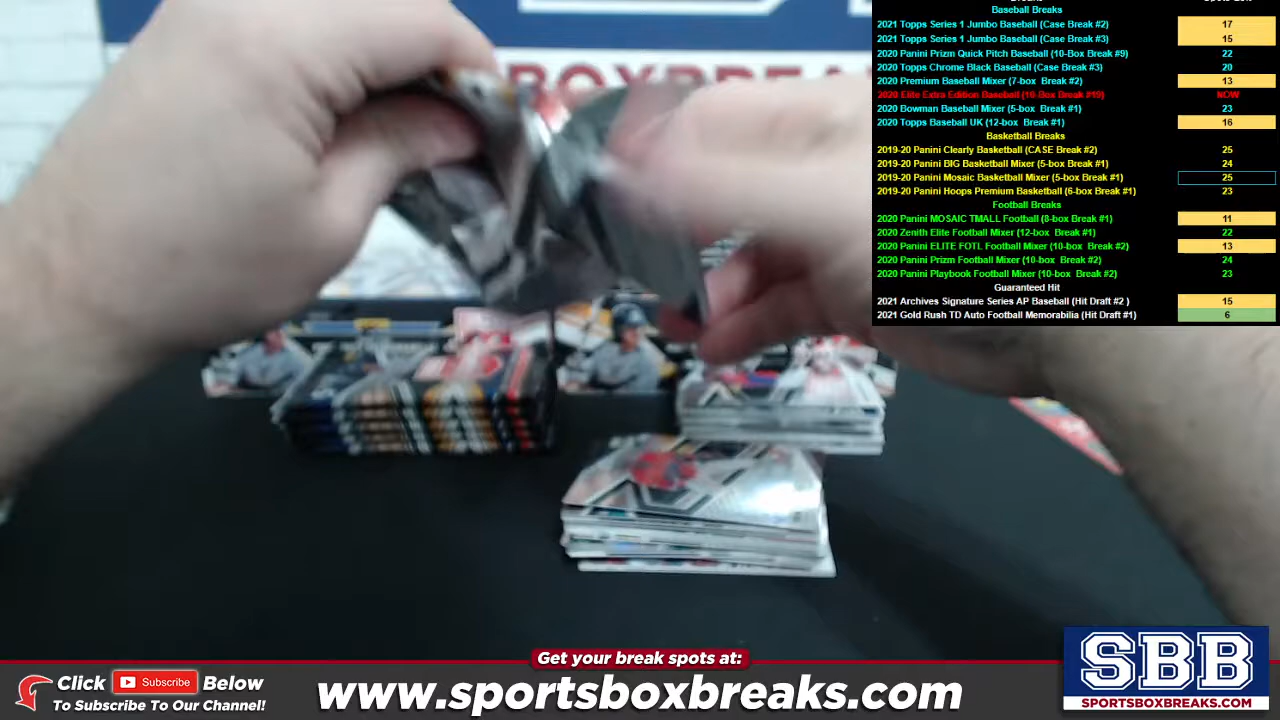 Baseball Breaks
2021 Topps Series 1 Jumbo Baseball (Case Break #2) 17
2021 Topps Series 1 Jumbo Baseball (Case Break #3) 15
2020 Panini Prizm Quick Pitch Baseball (10-Box Break #9) 22
2020 Topps Chrome Black Baseball (Case Break #3) 20
2020 Premium Baseball Mixer (7-box Break #2) 13
2020 Elite Extra Edition Baseball (10-Box Break #19) NOW
2020 Bowman Baseball Mixer (5-box Break #1) 23
2020 Topps Baseball UK (12-box Break #1) 16
Basketball Breaks
2019-20 Panini Clearly Basketball (CASE Break #2) 25
2019-20 Panini BIG Basketball Mixer (5-box Break #1) 24
2019-20 Panini Mosaic Basketball Mixer (5-box Break #1) 25
2019-20 Panini Hoops Premium Basketball (6-box Break #1) 23
Football Breaks
2020 Panini MOSAIC TMALL Football (8-box Break #1) 11
2020 Zenith Elite Football Mixer (12-box Break #1) 22
2020 Panini ELITE FOTL Football Mixer (10-box Break #2) 13
2020 Panini Prizm Football Mixer (10-box Break #2) 24
2020 Panini Playbook Football Mixer (10-box Break #2) 23
Guaranteed Hit
2021 Archives Signature Series AP Baseball (Hit Draft #2 ) 15
2021 Gold Rush TD Auto Football Memorabilia (Hit Draft #1) 6
Get your break spots at:
Click Subscribe Below
To Subscribe To Our Channel!
www.sportsboxbreaks.com
SBB
SPORTSBOXBREAKS.COM